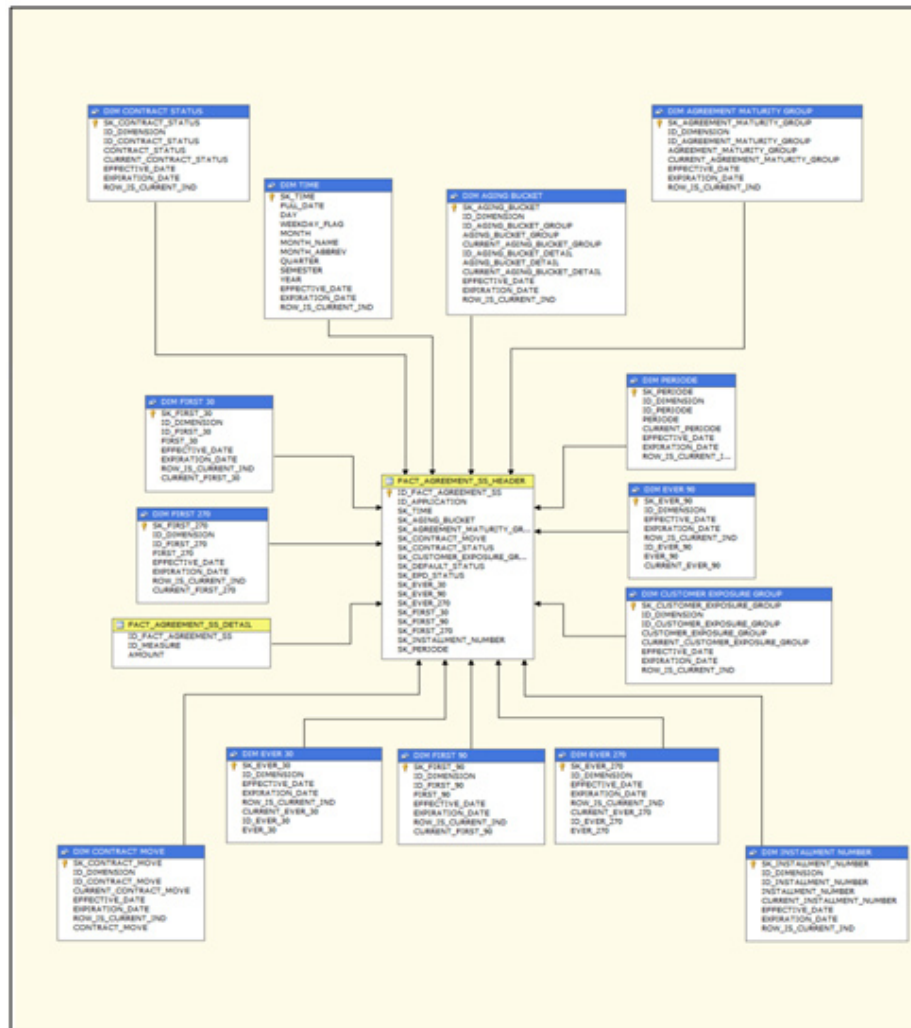 DIM CONTRACT STATUS
SK_CONTRACT_STATUS
ID_DIMENSION
ID_CONTRACT_STATUS
CONTRACT_STATUS
CURRENT_CONTRACT_STATUS
EFFECTIVE_DATE
EXPIRATION_DATE
ROW_IS_CURRENT_IND
DIM AGREEMENT MATURITY GROUP
SK_AGREEMENT_MATURITY_GROUP
ID_DIMENSION
ID_AGREEMENT_MATURITY_GROUP
AGREEMENT_MATURITY_GROUP
CURRENT_AGREEMENT_MATURITY_GROUP
EFFECTIVE_DATE
EXPIRATION_DATE
ROW_IS_CURRENT_IND
DIM TIME
SK_TIME
FULL_DATE
DAY
WEEKDAY_FLAG
MONTH
MONTH_NAME
MONTH_ABBREV
QUARTER
SEMESTER
YEAR
EFFECTIVE_DATE
EXPIRATION_DATE
ROW_IS_CURRENT_IND
DIM AGING BUCKET
SK_AGING_BUCKET
ID_DIMENSION
ID_AGING_BUCKET_GROUP
AGING_BUCKET_GROUP
CURRENT_AGING_BUCKET_GROUP
ID_AGING_BUCKET_DETAIL
AGING_BUCKET_DETAIL
CURRENT_AGING_BUCKET_DETAIL
EFFECTIVE_DATE
EXPIRATION_DATE
ROW_IS_CURRENT_IND
DIM FIRST 30
SK_FIRST_30
ID_DIMENSION
ID_FIRST_30
FIRST_30
EFFECTIVE_DATE
EXPIRATION_DATE
ROW_IS_CURRENT_IND
CURRENT_FIRST_30
DIM PERIODE
SK_PERIODE
ID_DIMENSION
ID_PERIODE
PERIODE
CURRENT_PERIODE
EFFECTIVE_DATE
EXPIRATION_DATE
ROW_IS_CURRENT_I...
FACT_AGREEMENT_SS_HEADER
ID_FACT_AGREEMENT_SS
ID_APPLICATION
SK_TIME
SK_AGING_BUCKET
SK_AGREEMENT_MATURITY_GR...
SK_CONTRACT_MOVE
SK_CONTRACT_STATUS
SK_CUSTOMER_EXPOSURE_GR...
SK_DEFAULT_STATUS
SK_EPD_STATUS
SK_EVER_30
SK_EVER_90
SK_EVER_270
SK_FIRST_30
SK_FIRST_90
SK_FIRST_270
SK_INSTALLMENT_NUMBER
SK_PERIODE
DIM EVER 90
SK_EVER_90
ID_DIMENSION
EFFECTIVE_DATE
EXPIRATION_DATE
ROW_IS_CURRENT_IND
ID_EVER_90
EVER_90
CURRENT_EVER_90
DIM FIRST 270
SK_FIRST_270
ID_DIMENSION
ID_FIRST_270
FIRST_270
EFFECTIVE_DATE
EXPIRATION_DATE
ROW_IS_CURRENT_IND
CURRENT_FIRST_270
DIM CUSTOMER EXPOSURE GROUP
SK_CUSTOMER_EXPOSURE_GROUP
ID_DIMENSION
ID_CUSTOMER_EXPOSURE_GROUP
CUSTOMER_EXPOSURE_GROUP
CURRENT_CUSTOMER_EXPOSURE_GROUP
EFFECTIVE_DATE
EXPIRATION_DATE
ROW_IS_CURRENT_IND
FACT_AGREEMENT_SS_DETAIL
ID_FACT_AGREEMENT_SS
ID_MEASURE
AMOUNT
DIM EVER 30
SK_EVER_30
ID_DIMENSION
EFFECTIVE_DATE
EXPIRATION_DATE
ROW_IS_CURRENT_IND
CURRENT_EVER_30
ID_EVER_30
EVER_30
DIM FIRST 90
SK_FIRST_90
ID_DIMENSION
ID_FIRST_90
FIRST_90
EFFECTIVE_DATE
EXPIRATION_DATE
ROW_IS_CURRENT_IND
CURRENT_FIRST_90
DIM EVER 270
SK_EVER_270
ID_DIMENSION
EFFECTIVE_DATE
EXPIRATION_DATE
ROW_IS_CURRENT_IND
CURRENT_EVER_270
ID_EVER_270
EVER_270
DIM CONTRACT MOVE
SK_CONTRACT_MOVE
ID_DIMENSION
ID_CONTRACT_MOVE
CURRENT_CONTRACT_MOVE
EFFECTIVE_DATE
EXPIRATION_DATE
ROW_IS_CURRENT_IND
CONTRACT_MOVE
DIM INSTALLMENT NUMBER
SK_INSTALLMENT_NUMBER
ID_DIMENSION
ID_INSTALLMENT_NUMBER
INSTALLMENT_NUMBER
CURRENT_INSTALLMENT_NUMBER
EFFECTIVE_DATE
EXPIRATION_DATE
ROW_IS_CURRENT_IND